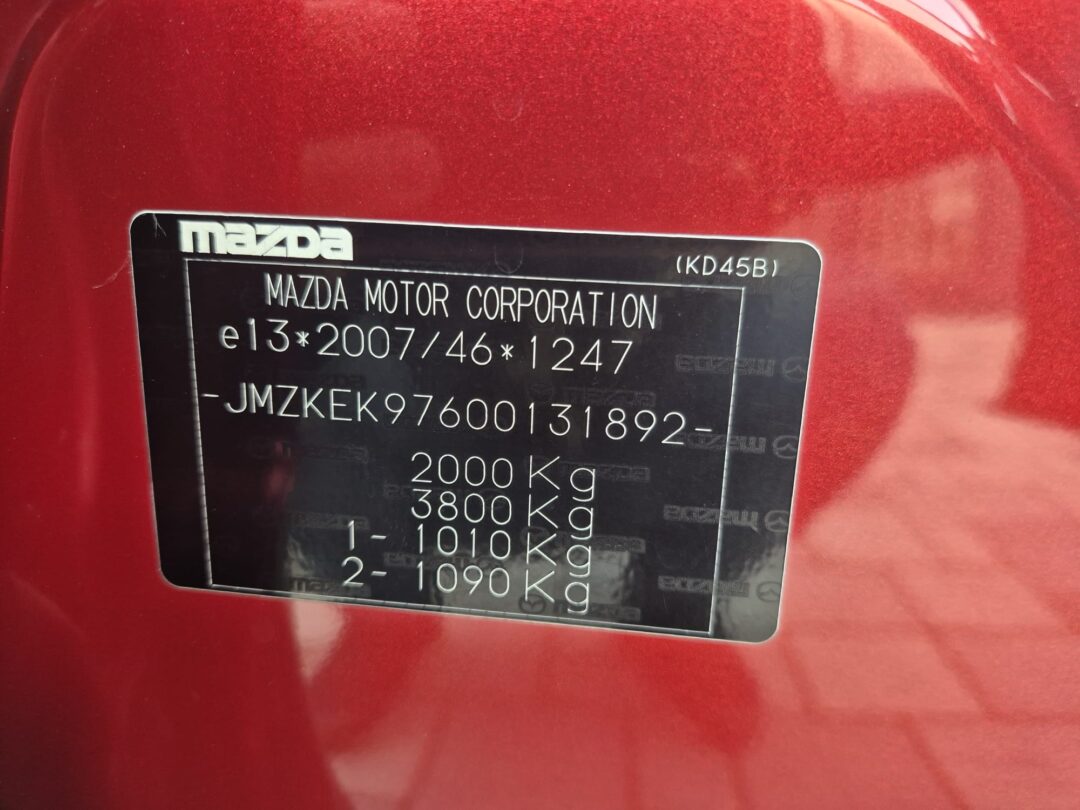 mazda
(KD45B)
MAZDA MOTOR CORPORATION
e13*2007/46*1247
-JMZKEK97600131892-
2000 Kg
3800 Kg
1- 1010 Kg
2- 1090 Kg